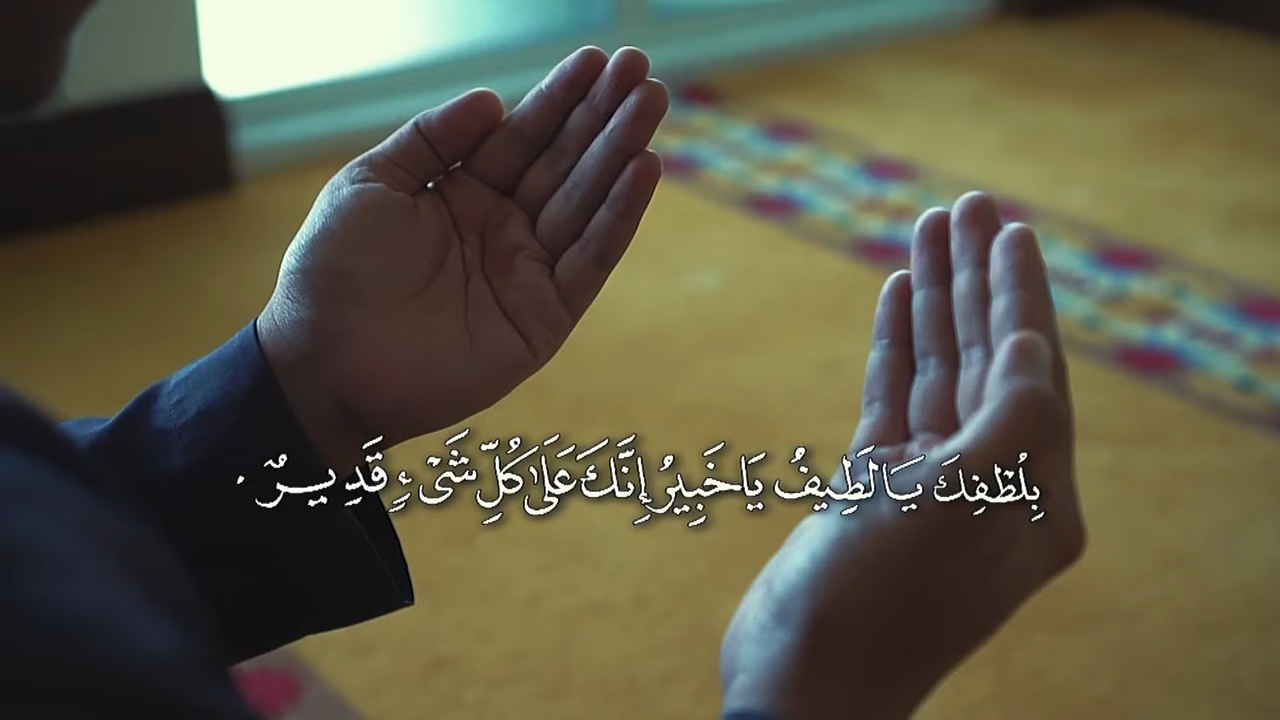 بِلُطْفِكَ يَا لَطِيفُ يَا خَبِيرُ إِنَّكَ عَلَىٰ كُلِّ شَىْءٍ قَدِيرٌ .